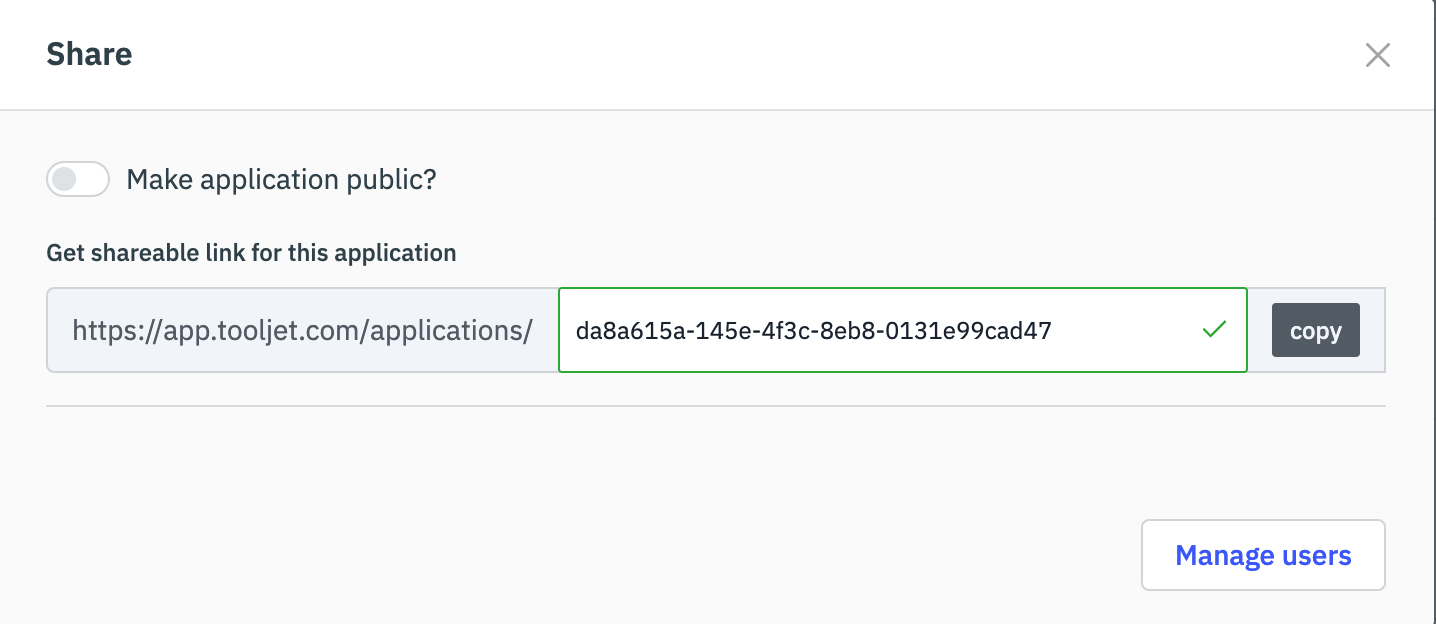 Share
Make application public?
Get shareable link for this application
https://app.tooljet.com/applications/ da8a615a-145e-4f3c-8eb8-0131e99cad47 copy
Manage users